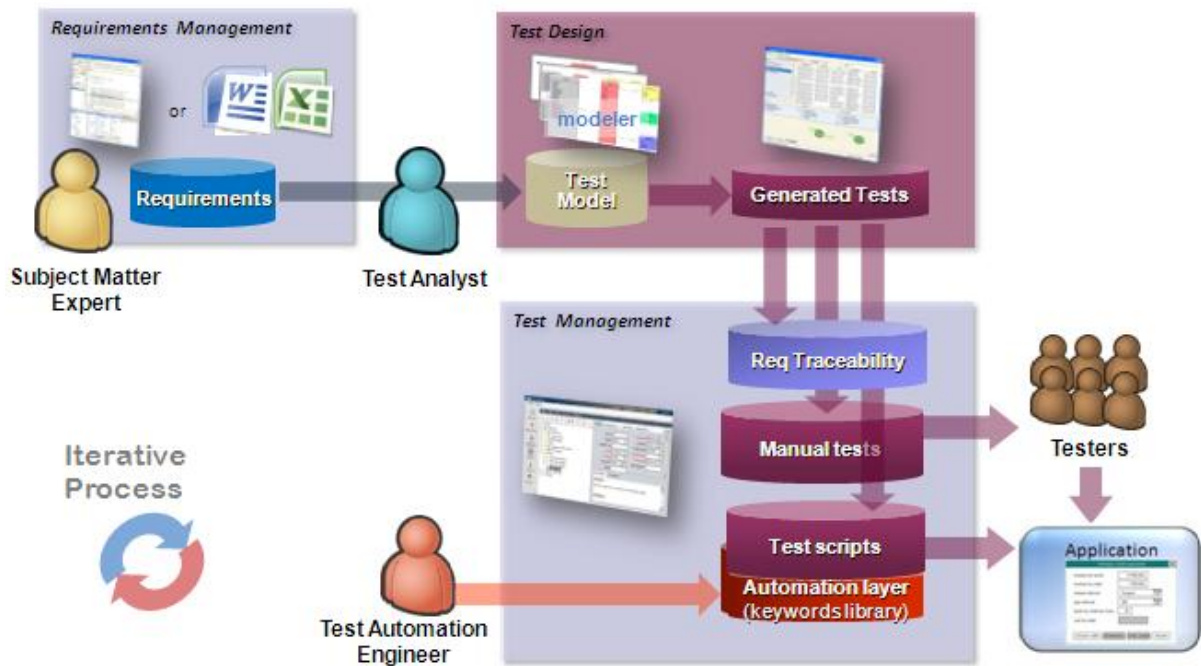 Requirements Management
or
W
X
Requirements
Subject Matter
Expert
Test Analyst
Test Design
modeler
Test
Model
Generated Tests
Test Management
Req Traceability
Manual tests
Test scripts
Automation layer
(keywords library)
Testers
Application
Iterative
Process
Test Automation
Engineer